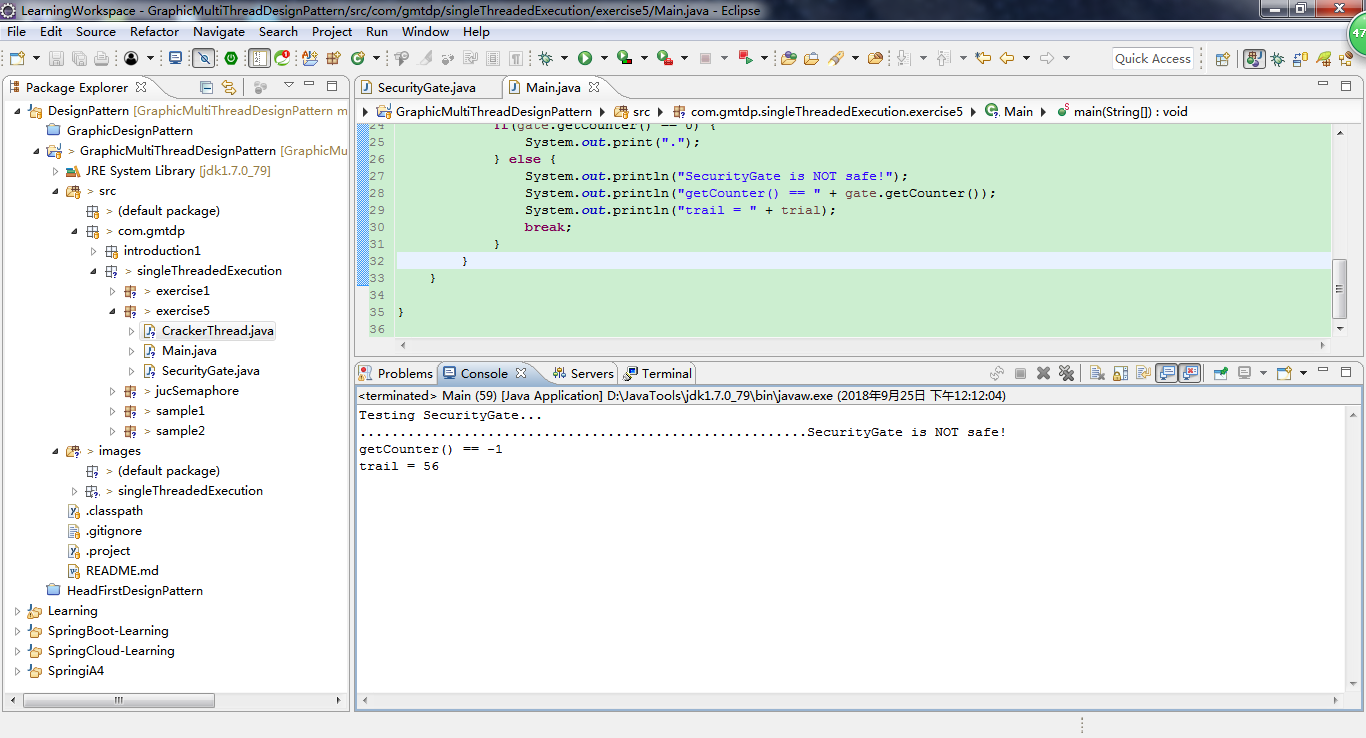 LearningWorkspace - GraphicMultiThreadDesignPattern/src/com/gmtdp/singleThreadedExecution/exercise5/Main.java - Eclipse
47
File Edit Source Refactor Navigate Search Project Run Window Help
Quick Access
Package Explorer
DesignPattern [GraphicMultiThreadDesignPattern m
GraphicDesignPattern
> GraphicMultiThreadDesignPattern [GraphicMu
JRE System Library [jdk1.7.0_79]
> src
> (default package)
> com.gmtdp
introduction1
> singleThreadedExecution
> exercise1
> exercise5
CrackerThread.java
Main.java
SecurityGate.java
> jucSemaphore
> sample1
> sample2
> images
> (default package)
> singleThreadedExecution
.classpath
.gitignore
.project
README.md
HeadFirstDesignPattern
Learning
SpringBoot-Learning
SpringCloud-Learning
SpringiA4
SecurityGate.java Main.java
GraphicMultiThreadDesignPattern src com.gmtdp.singleThreadedExecution.exercise5 Main main(String[]) : void
24 if(gate.getCounter() == 0) {
25 System.out.print(".");
26 } else {
27 System.out.println("SecurityGate is NOT safe!");
28 System.out.println("getCounter() == " + gate.getCounter());
29 System.out.println("trail = " + trial);
30 break;
31 }
32 }
33 }
34
35 }
36
Problems Console Servers Terminal
<terminated> Main (59) [Java Application] D:\JavaTools\jdk1.7.0_79\bin\javaw.exe (2018年9月25日 下午12:12:04)
Testing SecurityGate...
........................................................SecurityGate is NOT safe!
getCounter() == -1
trail = 56